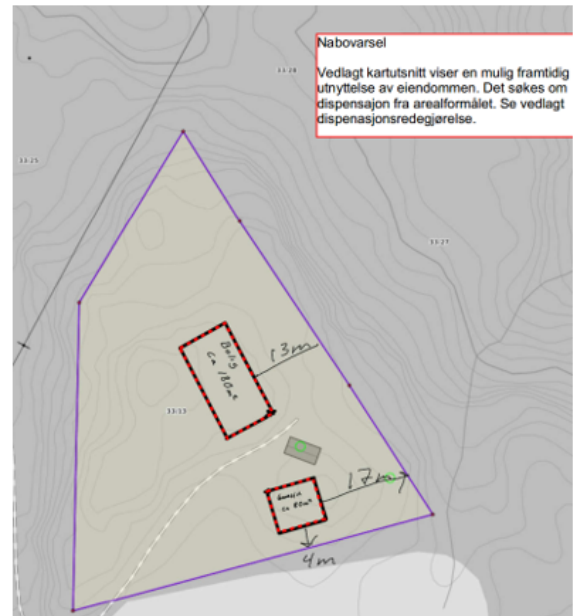 Nabovarsel
Vedlagt kartutsnitt viser en mulig framtidig
utnyttelse av eiendommen. Det søkes om
dispensajon fra arealformålet. Se vedlagt
dispenasjonsredegjørelse.
33-28
33-25
33-27
13m
Bolig
ca 180m²
33-13
17m
Garasje
ca 80m²
4m